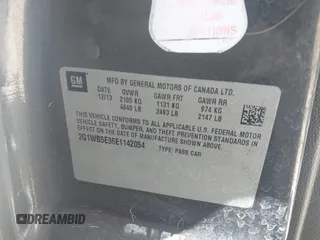 GM
MFD BY GENERAL MOTORS OF CANADA LTD.
DATE GVWR GAWR FRT GAWR RR
12/13 2105 KG 1131 KG 974 KG
4640 LB 2493 LB 2147 LB
THIS VEHICLE CONFORMS TO ALL APPLICABLE U.S. FEDERAL
VEHICLE SAFETY, BUMPER, AND THEFT PREVENTION STANDARDS
IN EFFECT ON THE DATE OF MANUFACTURE SHOWN ABOVE.
2G1WB5E36E1142054 TYPE: PASS CAR
DREAMBID